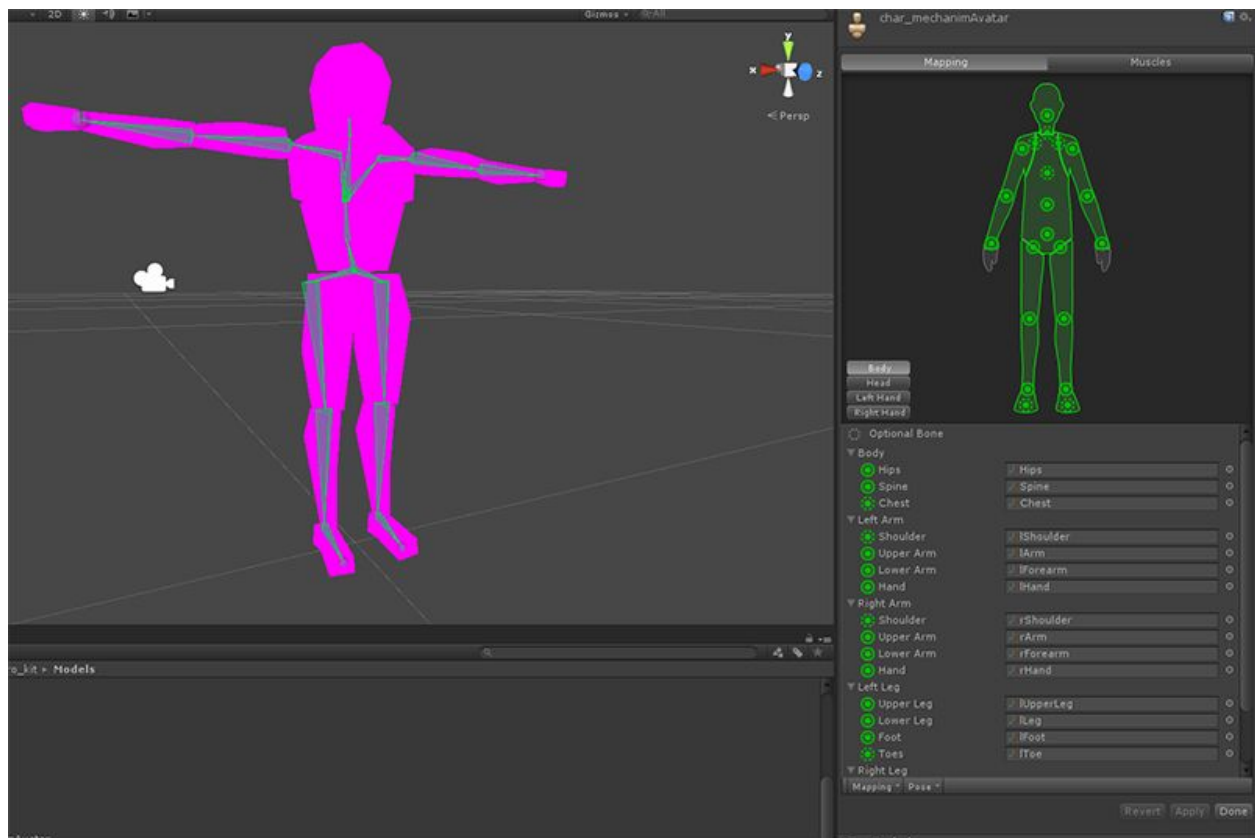 2D
Gizmos
All
y
x
z
Persp
ro_kit ▸ Models
char_mechanimAvatar
Mapping Muscles
Body
Head
Left Hand
Right Hand
Optional Bone
Body
Hips Hips
Spine Spine
Chest Chest
Left Arm
Shoulder lShoulder
Upper Arm lArm
Lower Arm lForearm
Hand lHand
Right Arm
Shoulder rShoulder
Upper Arm rArm
Lower Arm rForearm
Hand rHand
Left Leg
Upper Leg lUpperLeg
Lower Leg lLeg
Foot lFoot
Toes lToe
Right Leg
Mapping Pose
Revert Apply Done